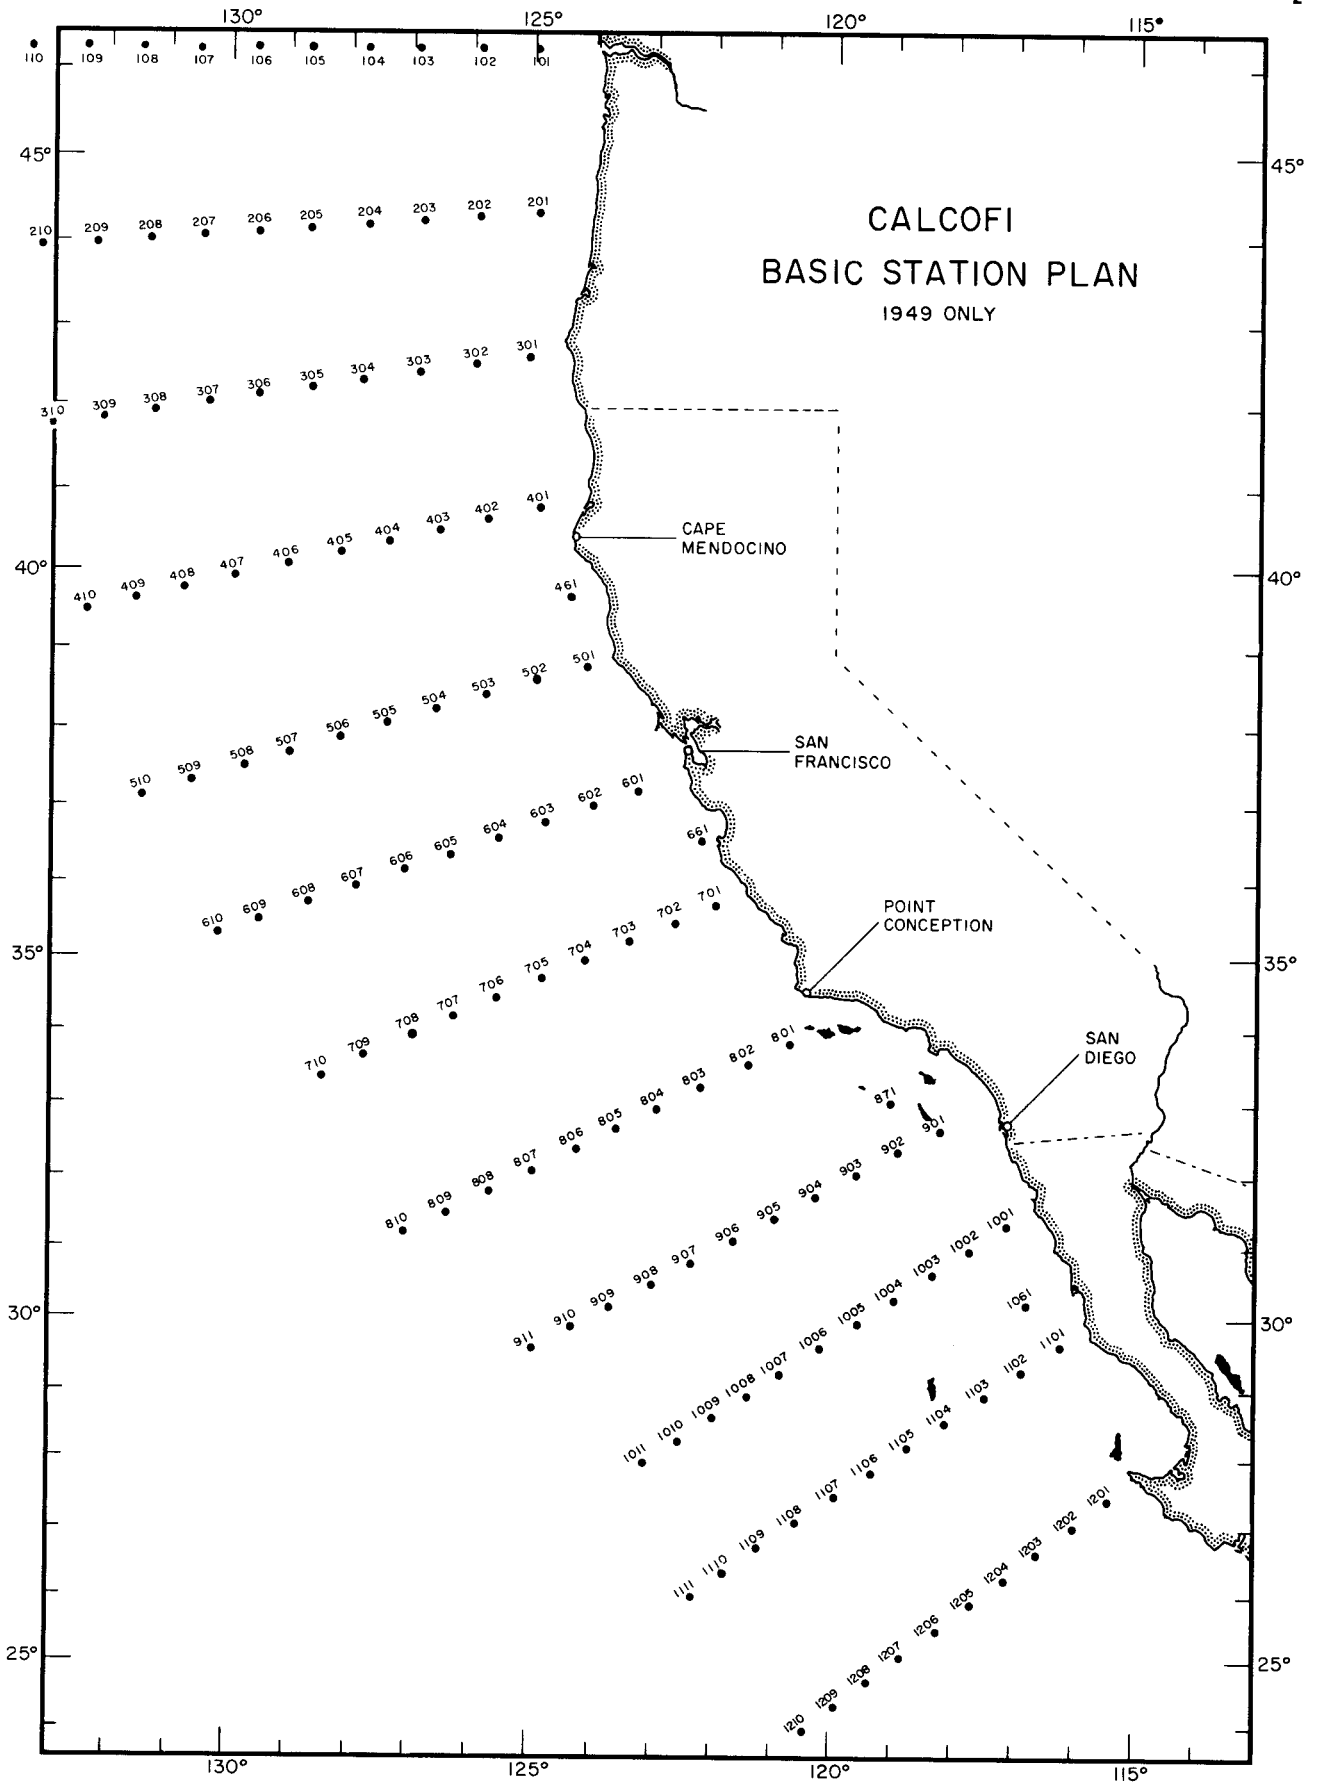 2
130° 125° 120° 115°
110 109 108 107 106 105 104 103 102 101
45° 45°
CALCOFI
BASIC STATION PLAN
1949 ONLY
210 209 208 207 206 205 204 203 202 201
310 309 308 307 306 305 304 303 302 301
410 409 408 407 406 405 404 403 402 401
CAPE
MENDOCINO
40° 40°
461
510 509 508 507 506 505 504 503 502 501
SAN
FRANCISCO
610 609 608 607 606 605 604 603 602 601
661
710 709 708 707 706 705 704 703 702 701
POINT
CONCEPTION
35° 35°
810 809 808 807 806 805 804 803 802 801
SAN
DIEGO
871
911 910 909 908 907 906 905 904 903 902 901
1011 1010 1009 1008 1007 1006 1005 1004 1003 1002 1001
1061
30° 30°
1111 1110 1109 1108 1107 1106 1105 1104 1103 1102 1101
1210 1209 1208 1207 1206 1205 1204 1203 1202 1201
25° 25°
130° 125° 120° 115°